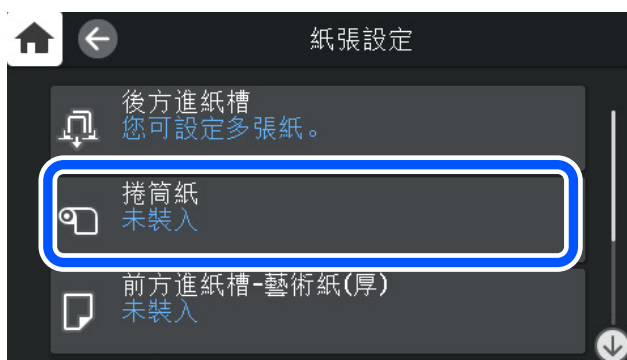 紙張設定
後方進紙槽
您可設定多張紙。
捲筒紙
未裝入
前方進紙槽-藝術紙(厚)
未裝入